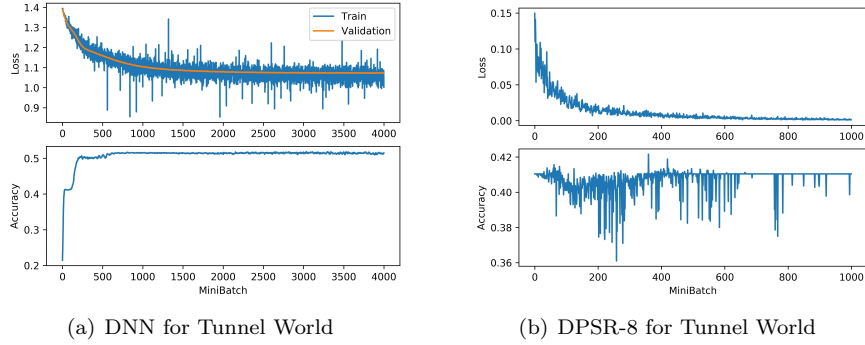 1.4
1.3
1.2
1.1
1.0
0.9
Loss
Train
Validation
0 500 1000 1500 2000 2500 3000 3500 4000
0.5
0.4
0.3
0.2
Accuracy
0 500 1000 1500 2000 2500 3000 3500 4000
MiniBatch
(a) DNN for Tunnel World
0.15
0.10
0.05
0.00
Loss
0 200 400 600 800 1000
0.42
0.40
0.38
0.36
Accuracy
0 200 400 600 800 1000
MiniBatch
(b) DPSR-8 for Tunnel World